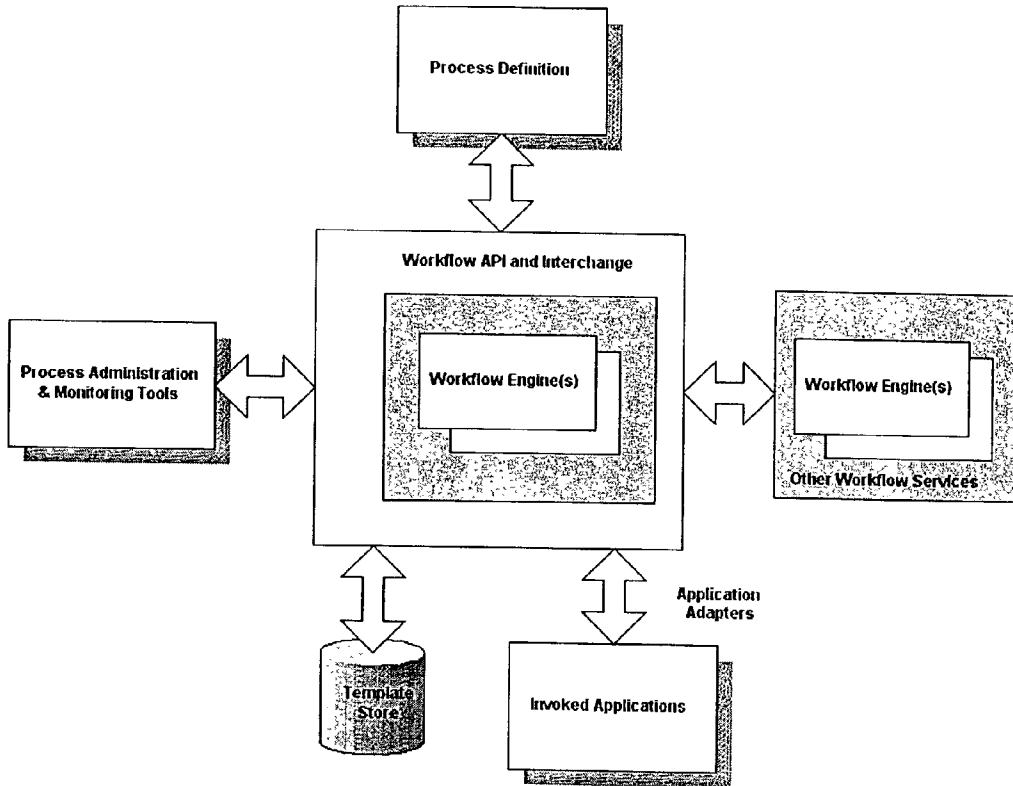 Process Definition
Workflow API and Interchange
Process Administration
& Monitoring Tools
Workflow Engine(s)
Workflow Engine(s)
Other Workflow Services
Application
Adapters
Template
Store
Invoked Applications